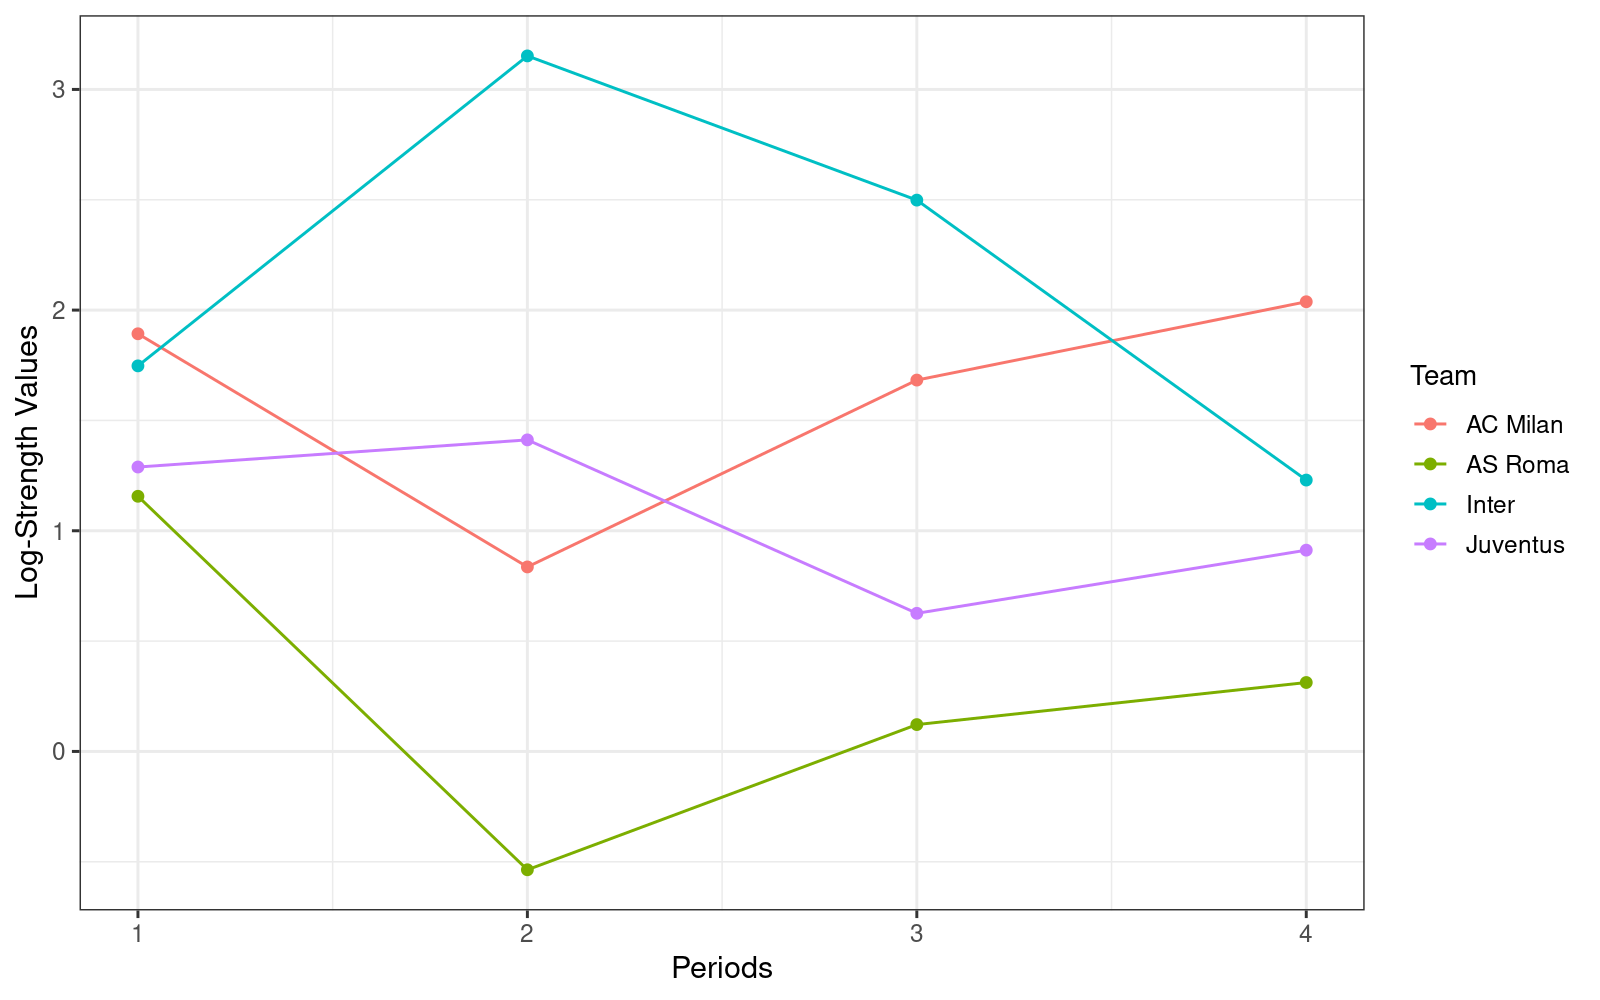 Log-Strength Values
3
2
1
0
1 2 3 4
Periods
Team
AC Milan
AS Roma
Inter
Juventus